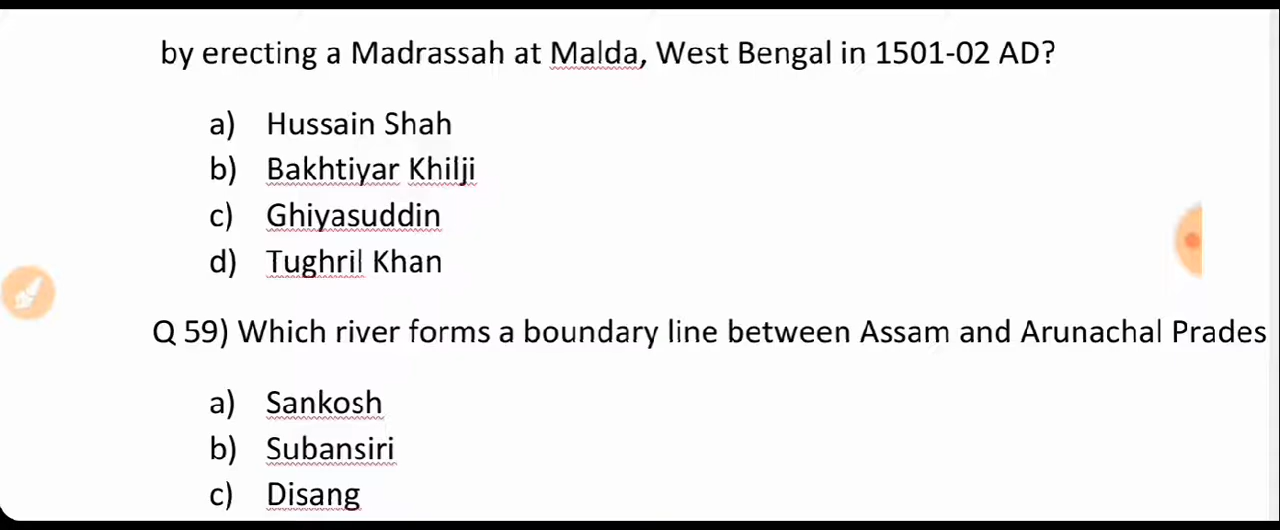 by erecting a Madrassah at Malda, West Bengal in 1501-02 AD?
a) Hussain Shah
b) Bakhtiyar Khilji
c) Ghiyasuddin
d) Tughril Khan
Q 59) Which river forms a boundary line between Assam and Arunachal Prades
a) Sankosh
b) Subansiri
c) Disang